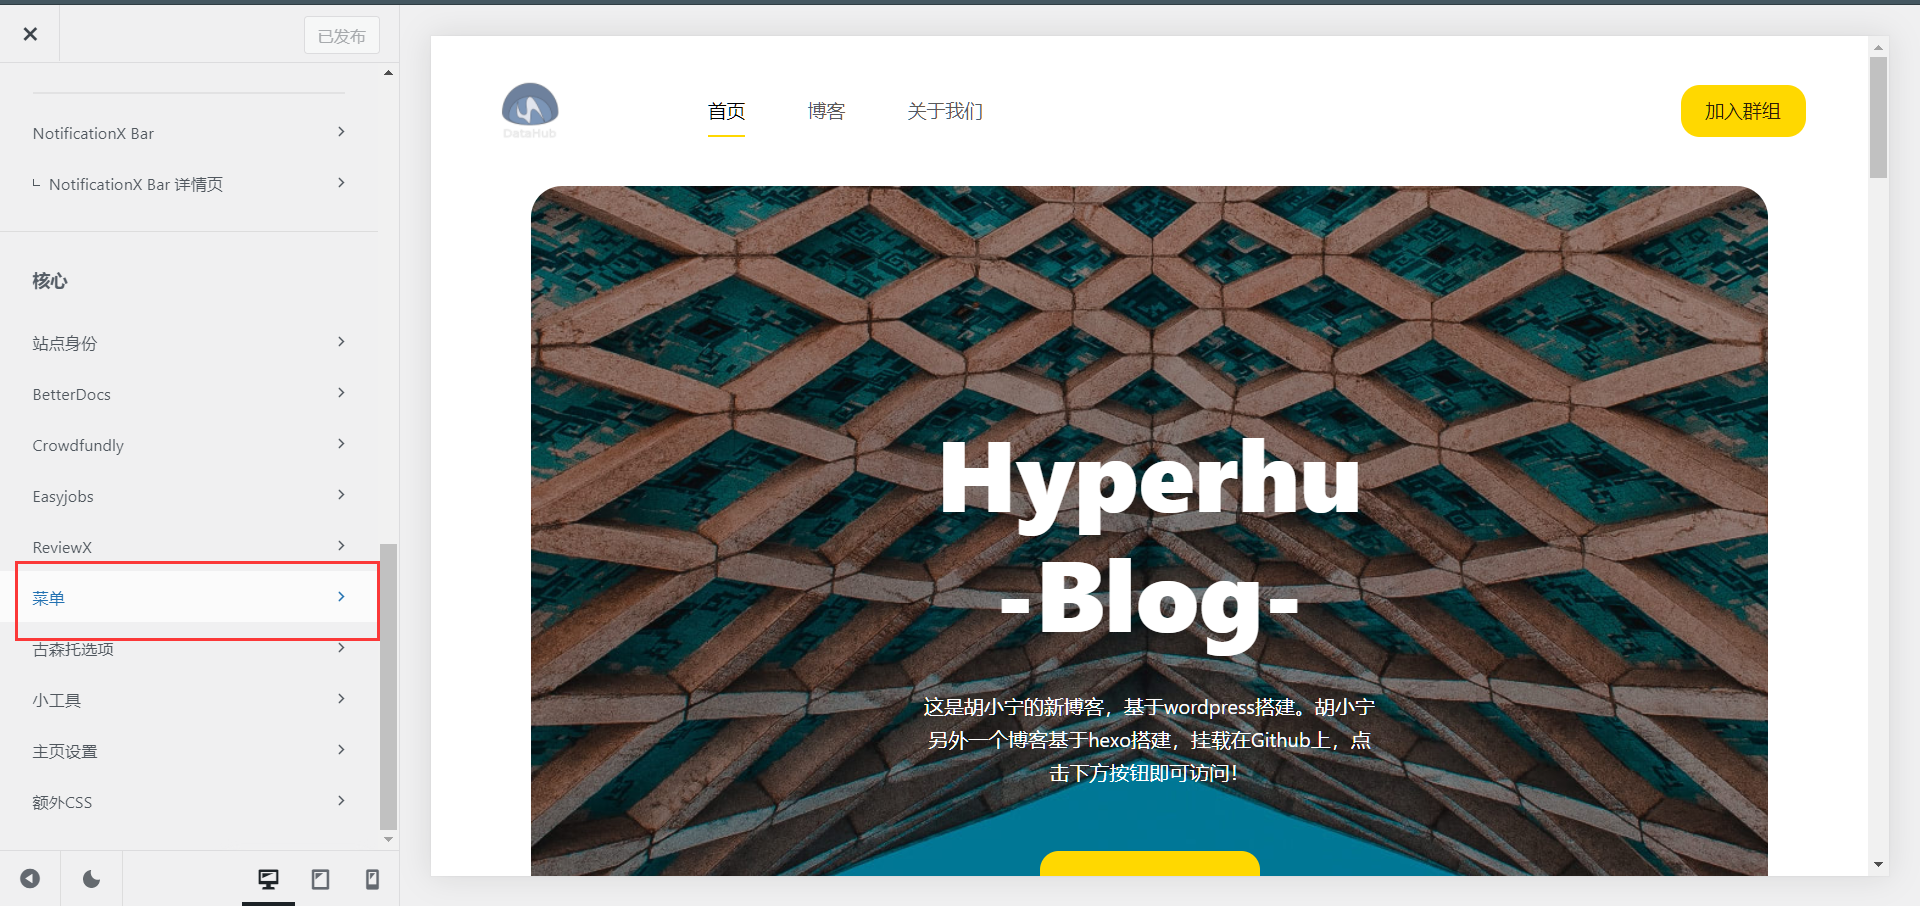 已发布
NotificationX Bar
NotificationX Bar 详情页
核心
站点身份
BetterDocs
Crowdfundly
Easyjobs
ReviewX
菜单
古森托选项
小工具
主页设置
额外CSS
DataHub
首页
博客
关于我们
加入群组
Hyperhu
-Blog-
这是胡小宁的新博客，基于wordpress搭建。胡小宁
另外一个博客基于hexo搭建，挂载在Github上，点
击下方按钮即可访问！